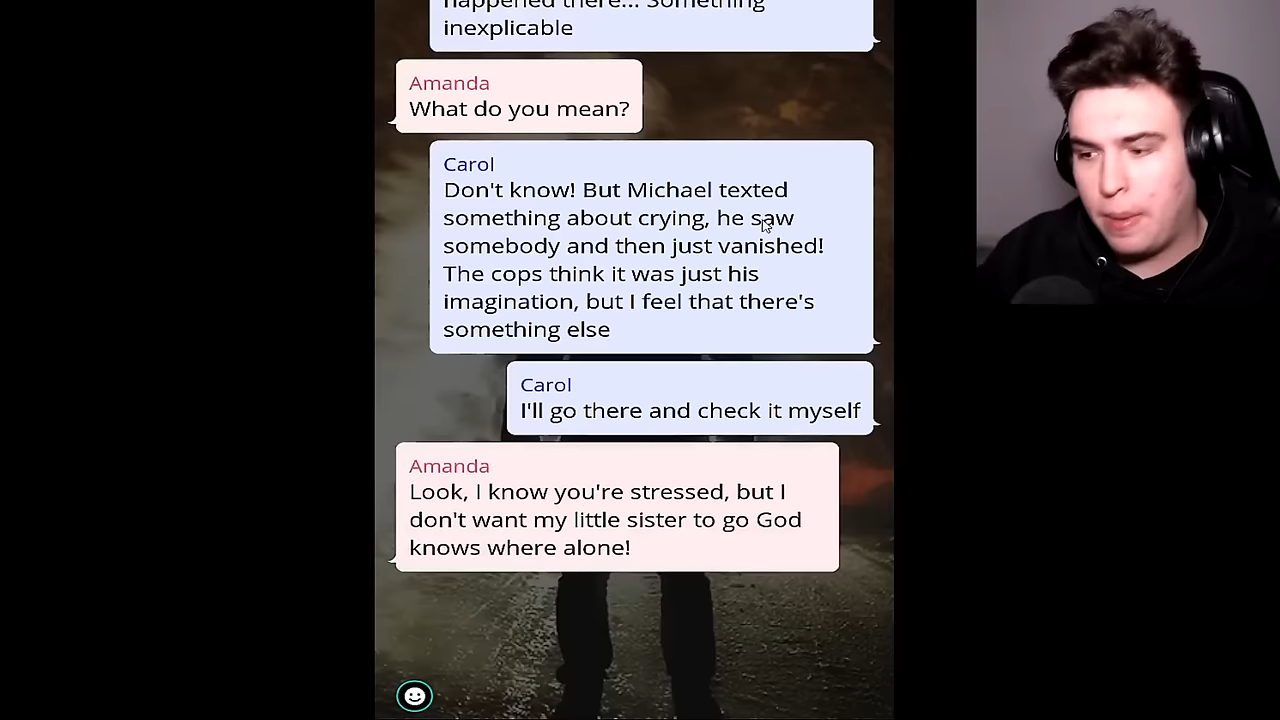 happened there... Something
inexplicable
Amanda
What do you mean?
Carol
Don't know! But Michael texted
something about crying, he saw
somebody and then just vanished!
The cops think it was just his
imagination, but I feel that there's
something else
Carol
I'll go there and check it myself
Amanda
Look, I know you're stressed, but I
don't want my little sister to go God
knows where alone!